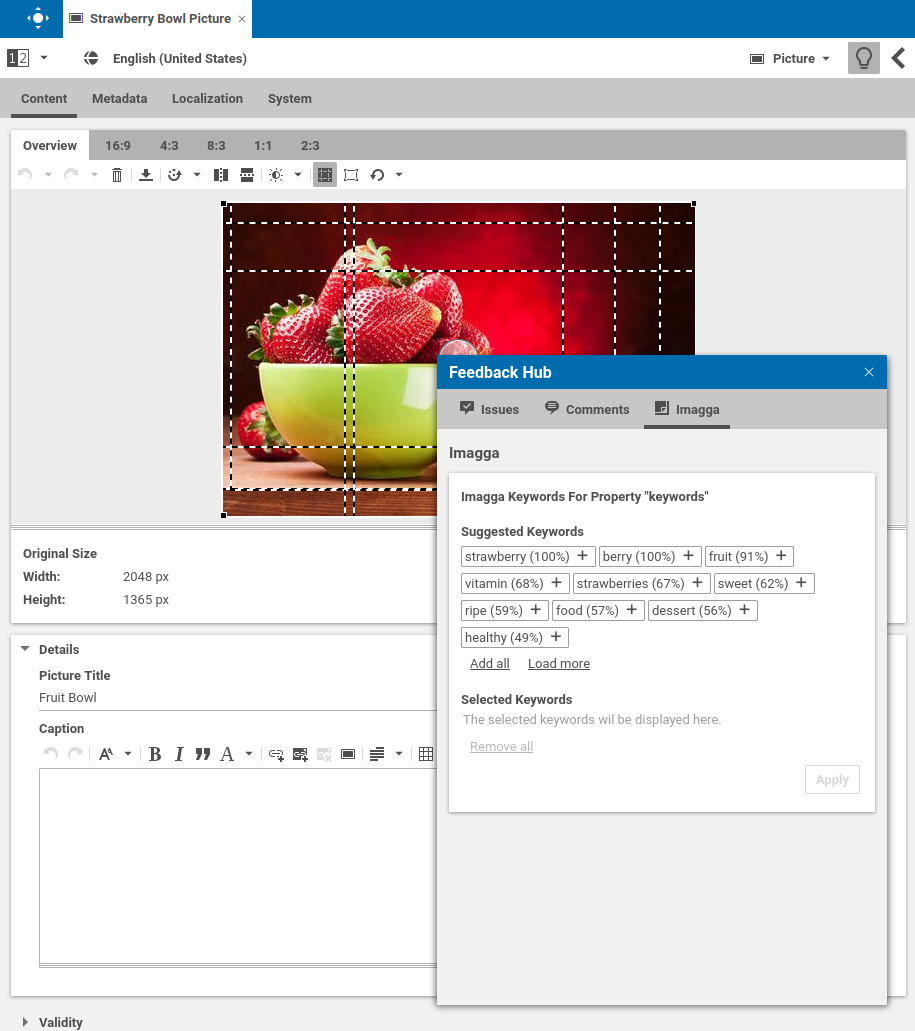 Strawberry Bowl Picture
12
English (United States)
Picture
Content Metadata Localization System
Overview 16:9 4:3 8:3 1:1 2:3
Original Size
Width: 2048 px
Height: 1365 px
Details
Picture Title
Fruit Bowl
Caption
Validity
Feedback Hub
Issues Comments Imagga
Imagga
Imagga Keywords For Property "keywords"
Suggested Keywords
strawberry (100%) + berry (100%) + fruit (91%) +
vitamin (68%) + strawberries (67%) + sweet (62%) +
ripe (59%) + food (57%) + dessert (56%) +
healthy (49%) +
Add all Load more
Selected Keywords
The selected keywords wil be displayed here.
Remove all
Apply